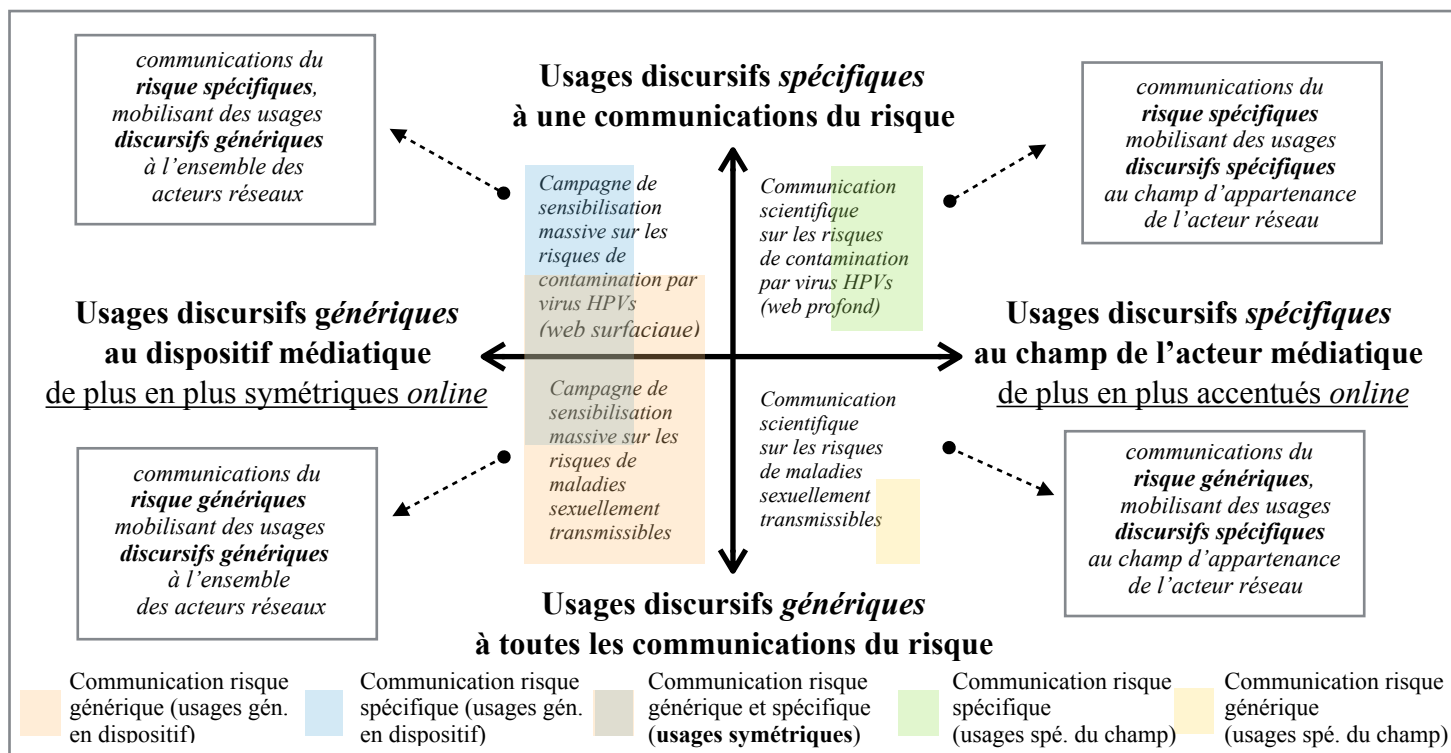 communications du
risque spécifiques,
mobilisant des usages
discursifs génériques
à l’ensemble des
acteurs réseaux
Usages discursifs spécifiques
à une communications du risque
communications du
risque spécifiques
mobilisant des usages
discursifs spécifiques
au champ d’appartenance
de l’acteur réseau
Campagne de
sensibilisation
massive sur les
risques de
contamination par
virus HPVs
(web surfaciaue)
Communication
scientifique
sur les risques
de contamination
par virus HPVs
(web profond)
Usages discursifs génériques
au dispositif médiatique
de plus en plus symétriques online
Usages discursifs spécifiques
au champ de l’acteur médiatique
de plus en plus accentués online
Campagne de
sensibilisation
massive sur les
risques de
maladies
sexuellement
transmissibles
Communication
scientifique
sur les risques
de maladies
sexuellement
transmissibles
communications du
risque génériques
mobilisant des usages
discursifs génériques
à l’ensemble
des acteurs réseaux
communications du
risque génériques,
mobilisant des usages
discursifs spécifiques
au champ d’appartenance
de l’acteur réseau
Usages discursifs génériques
à toutes les communications du risque
Communication risque
générique (usages gén.
en dispositif)
Communication risque
spécifique (usages gén.
en dispositif)
Communication risque
générique et spécifique
(usages symétriques)
Communication risque
spécifique
(usages spé. du champ)
Communication risque
générique
(usages spé. du champ)